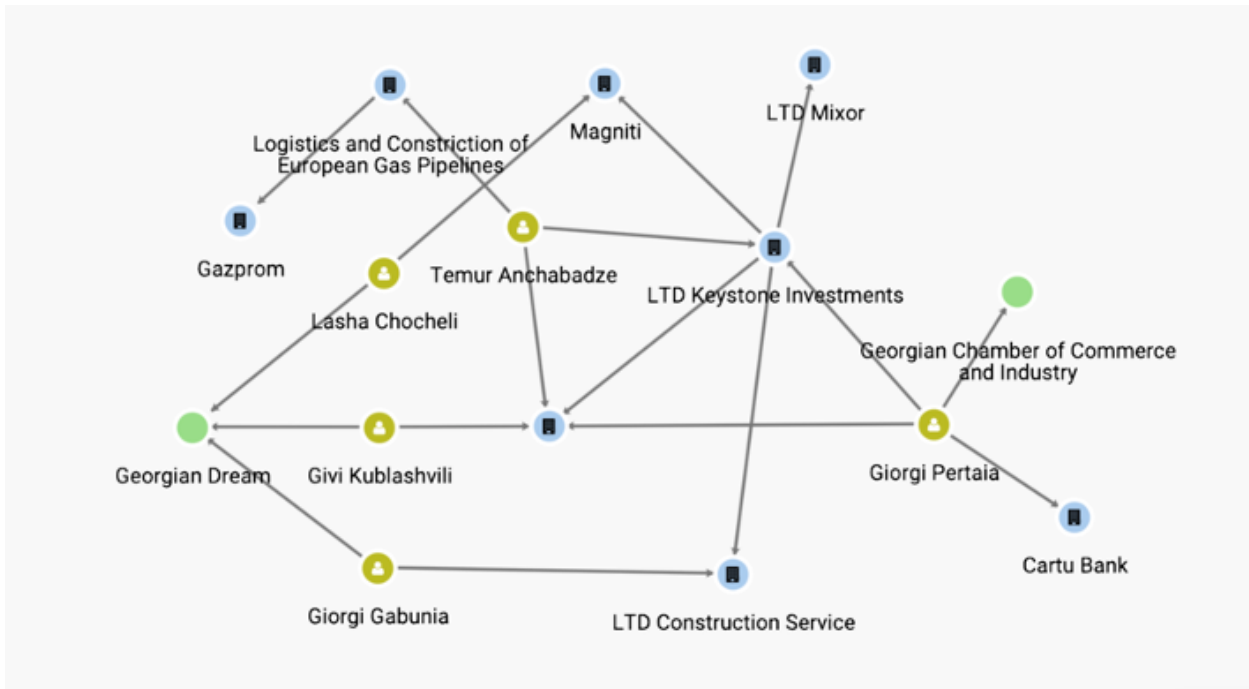 LTD Mixor
Magniti
Logistics and Constriction of
European Gas Pipelines
Gazprom
Temur Anchabadze
LTD Keystone Investments
Lasha Chocheli
Georgian Chamber of Commerce
and Industry
Georgian Dream
Givi Kublashvili
Giorgi Pertaia
Cartu Bank
Giorgi Gabunia
LTD Construction Service